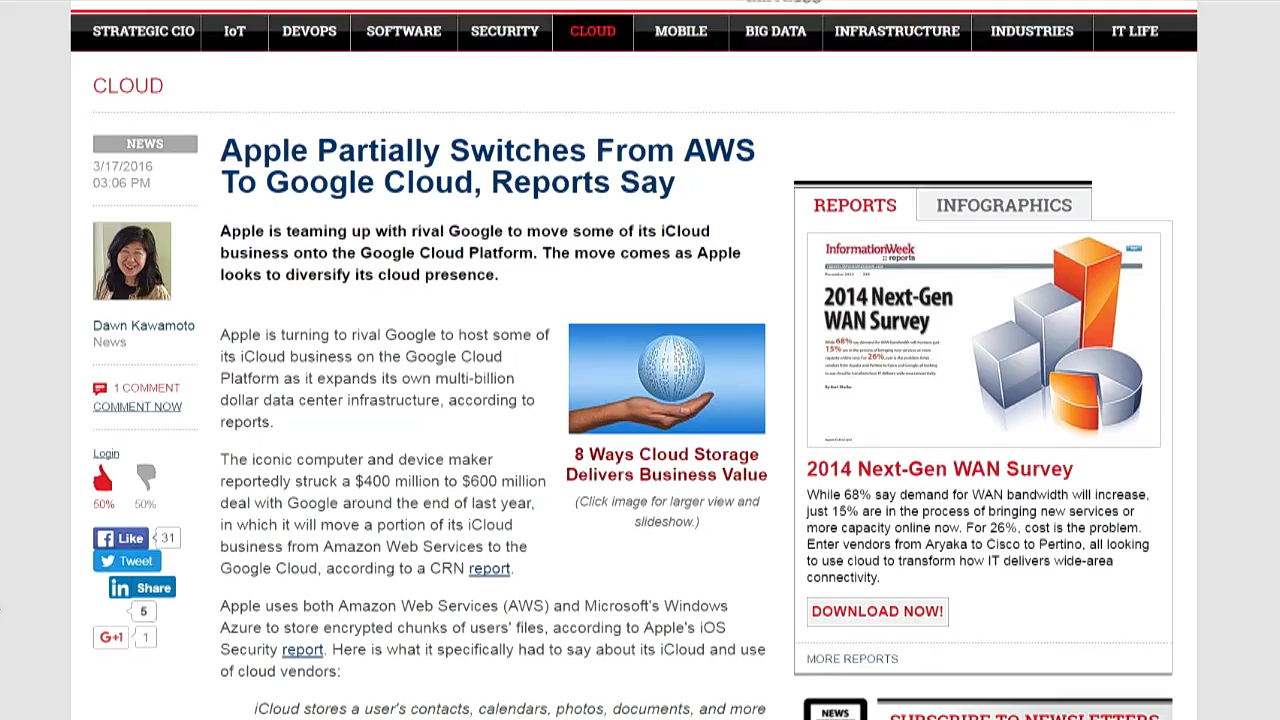 STRATEGIC CIO IoT DEVOPS SOFTWARE SECURITY CLOUD MOBILE BIG DATA INFRASTRUCTURE INDUSTRIES IT LIFE
CLOUD
NEWS
3/17/2016
03:06 PM
Dawn Kawamoto
News
1 COMMENT
COMMENT NOW
Login
50% 50%
Like 31
Tweet
in Share
5
G+1 1
Apple Partially Switches From AWS
To Google Cloud, Reports Say
Apple is teaming up with rival Google to move some of its iCloud
business onto the Google Cloud Platform. The move comes as Apple
looks to diversify its cloud presence.
Apple is turning to rival Google to host some of
its iCloud business on the Google Cloud
Platform as it expands its own multi-billion
dollar data center infrastructure, according to
reports.
8 Ways Cloud Storage
Delivers Business Value
(Click image for larger view and
slideshow.)
The iconic computer and device maker
reportedly struck a $400 million to $600 million
deal with Google around the end of last year,
in which it will move a portion of its iCloud
business from Amazon Web Services to the
Google Cloud, according to a CRN report.
Apple uses both Amazon Web Services (AWS) and Microsoft's Windows
Azure to store encrypted chunks of users' files, according to Apple's iOS
Security report. Here is what it specifically had to say about its iCloud and use
of cloud vendors:
iCloud stores a user's contacts, calendars, photos, documents, and more
REPORTS INFOGRAPHICS
InformationWeek
:: reports
2014 Next-Gen
WAN Survey
2014 Next-Gen WAN Survey
While 68% say demand for WAN bandwidth will increase,
just 15% are in the process of bringing new services or
more capacity online now. For 26%, cost is the problem.
Enter vendors from Aryaka to Cisco to Pertino, all looking
to use cloud to transform how IT delivers wide-area
connectivity.
DOWNLOAD NOW!
MORE REPORTS
NEWS
SUBSCRIBE TO NEWSLETTERS